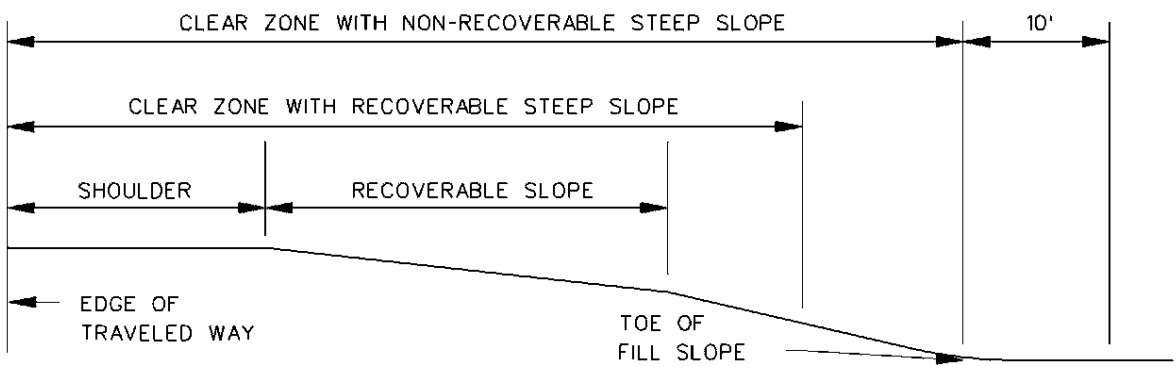 CLEAR ZONE WITH NON-RECOVERABLE STEEP SLOPE
10'
CLEAR ZONE WITH RECOVERABLE STEEP SLOPE
SHOULDER
RECOVERABLE SLOPE
EDGE OF
TRAVELED WAY
TOE OF
FILL SLOPE